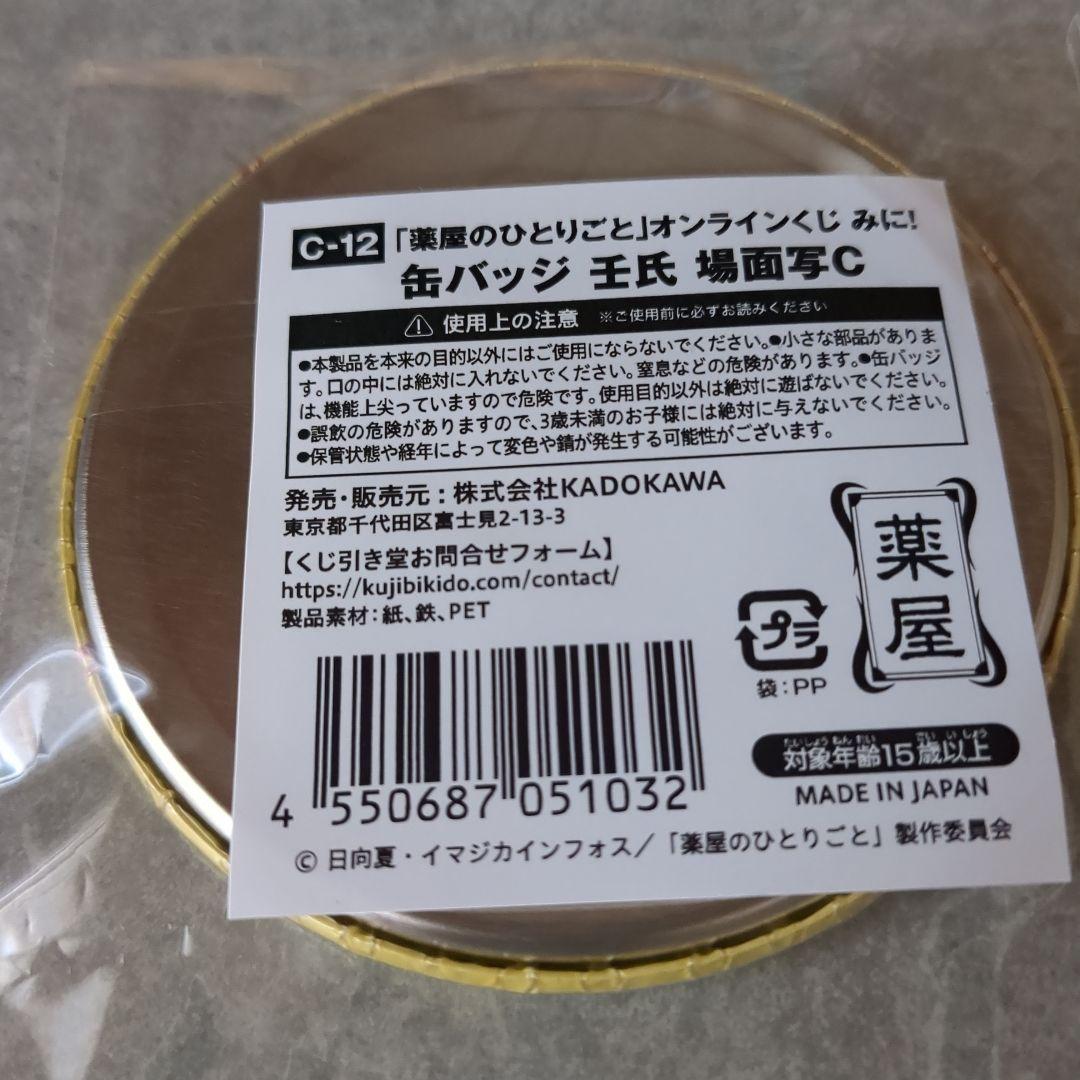 C-12 「薬屋のひとりごと」オンラインくじ みに!
缶バッジ 壬氏 場面写C
使用上の注意 ※ご使用前に必ずお読みください
●本製品を本来の目的以外にはご使用にならないでください。●小さな部品がありま
す。口の中には絶対に入れないでください。窒息などの危険があります。●缶バッジ
は、機能上尖っていますので危険です。使用目的以外は絶対に遊ばないでください。
●誤飲の危険がありますので、3歳未満のお子様には絶対に与えないでください。
●保管状態や経年によって変色や錆が発生する可能性がございます。
発売・販売元:株式会社KADOKAWA
東京都千代田区富士見2-13-3
【くじ引き堂お問合せフォーム】
https://kujibikido.com/contact/
製品素材:紙、鉄、PET
プラ
袋:PP
薬屋
たいしょうねんれい さい いじょう
対象年齢15歳以上
MADE IN JAPAN
4 550687 051032
© 日向夏・イマジカインフォス/「薬屋のひとりごと」製作委員会